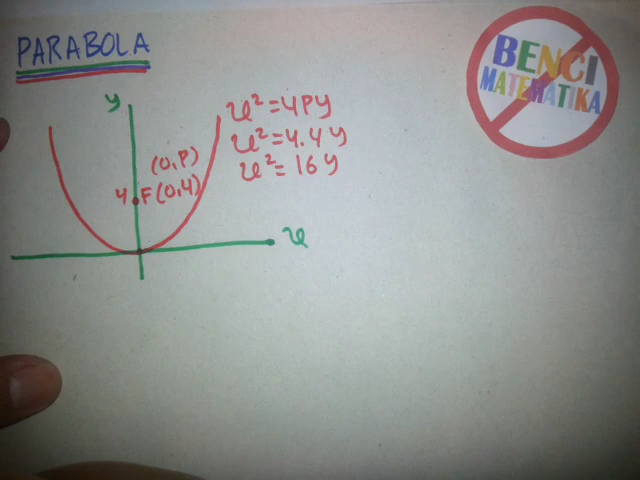 PARABOLA
BENCI
MATEMATIKA
y
x² = 4Py
x² = 4.4y
x² = 16y
(0,P)
4 F(0,4)
x